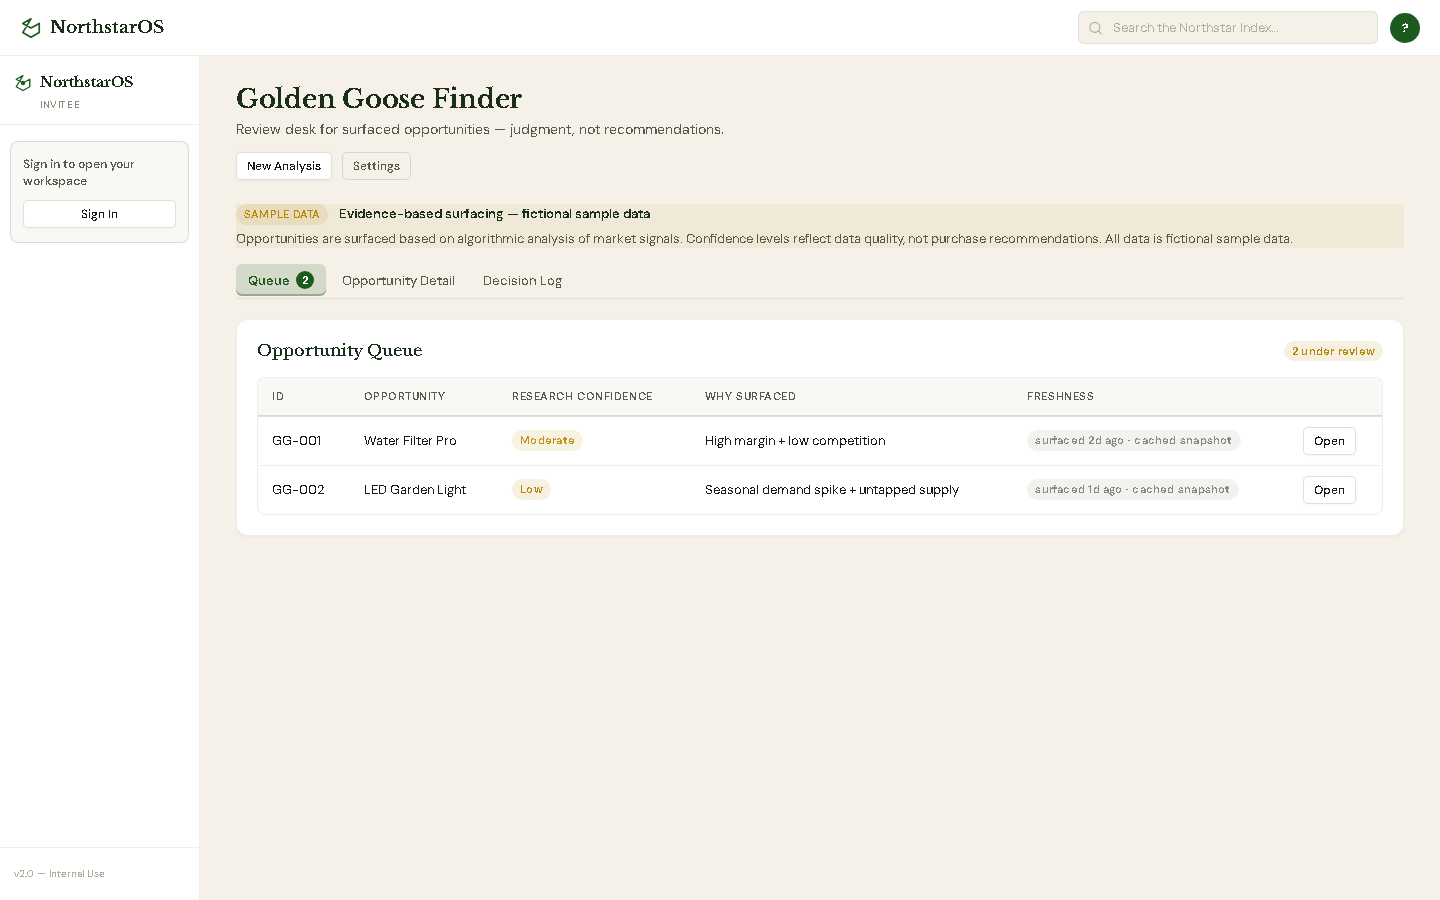 NorthstarOS
Search the Northstar Index...
?
NorthstarOS
INVITEE
Sign in to open your
workspace
Sign In
v2.0 — Internal Use
Golden Goose Finder
Review desk for surfaced opportunities — judgment, not recommendations.
New Analysis
Settings
SAMPLE DATA Evidence-based surfacing — fictional sample data
Opportunities are surfaced based on algorithmic analysis of market signals. Confidence levels reflect data quality, not purchase recommendations. All data is fictional sample data.
Queue 2 Opportunity Detail Decision Log
Opportunity Queue
2 under review
ID OPPORTUNITY RESEARCH CONFIDENCE WHY SURFACED FRESHNESS
GG-001 Water Filter Pro Moderate High margin + low competition surfaced 2d ago · cached snapshot Open
GG-002 LED Garden Light Low Seasonal demand spike + untapped supply surfaced 1d ago · cached snapshot Open